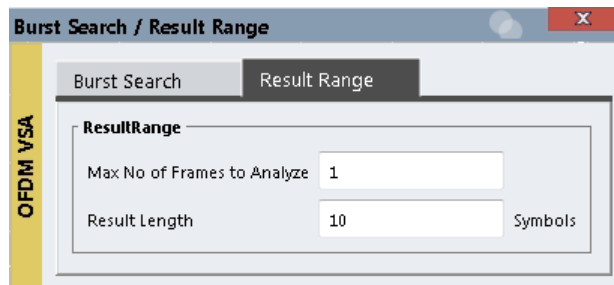 Burst Search / Result Range
x
OFDM VSA
Burst Search
Result Range
ResultRange
Max No of Frames to Analyze 1
Result Length 10 Symbols